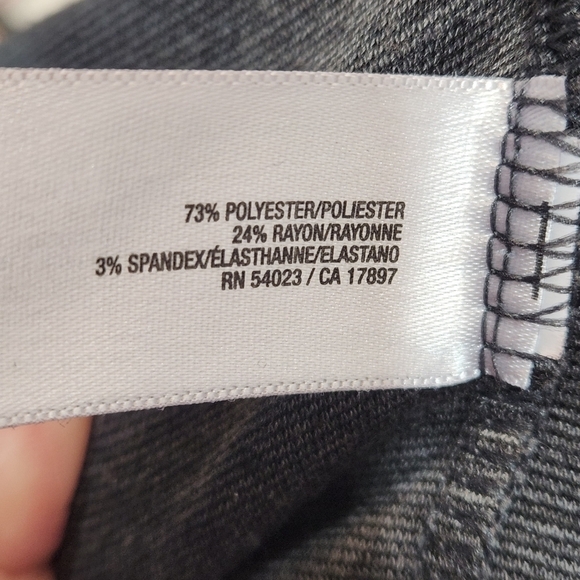 73% POLYESTER/POLIESTER
24% RAYON/RAYONNE
3% SPANDEX/ÉLASTHANNE/ELASTANO
RN 54023 / CA 17897